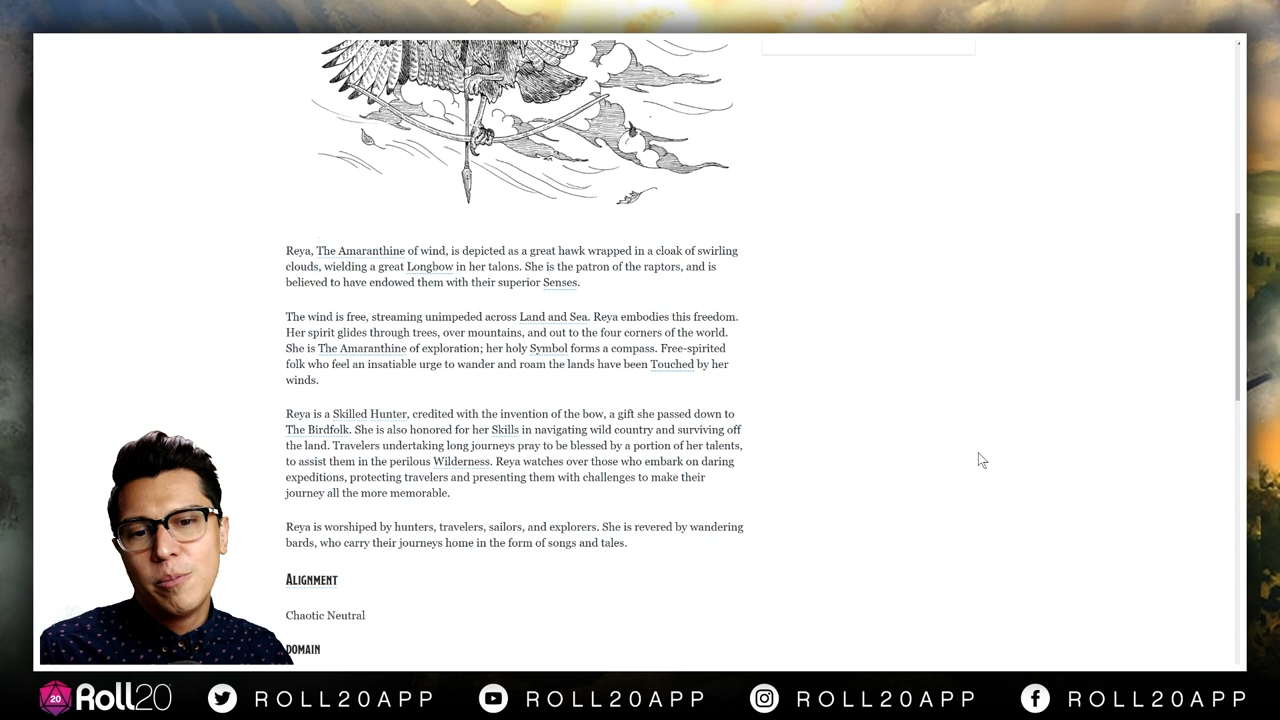 Reya, The Amaranthine of wind, is depicted as a great hawk wrapped in a cloak of swirling
clouds, wielding a great Longbow in her talons. She is the patron of the raptors, and is
believed to have endowed them with their superior Senses.
The wind is free, streaming unimpeded across Land and Sea. Reya embodies this freedom.
Her spirit glides through trees, over mountains, and out to the four corners of the world.
She is The Amaranthine of exploration; her holy Symbol forms a compass. Free-spirited
folk who feel an insatiable urge to wander and roam the lands have been Touched by her
winds.
Reya is a Skilled Hunter, credited with the invention of the bow, a gift she passed down to
The Birdfolk. She is also honored for her Skills in navigating wild country and surviving off
the land. Travelers undertaking long journeys pray to be blessed by a portion of her talents,
to assist them in the perilous Wilderness. Reya watches over those who embark on daring
expeditions, protecting travelers and presenting them with challenges to make their
journey all the more memorable.
Reya is worshiped by hunters, travelers, sailors, and explorers. She is revered by wandering
bards, who carry their journeys home in the form of songs and tales.
ALIGNMENT
Chaotic Neutral
DOMAIN
20 Roll20 ROLL20APP ROLL20APP ROLL20APP ROLL20APP